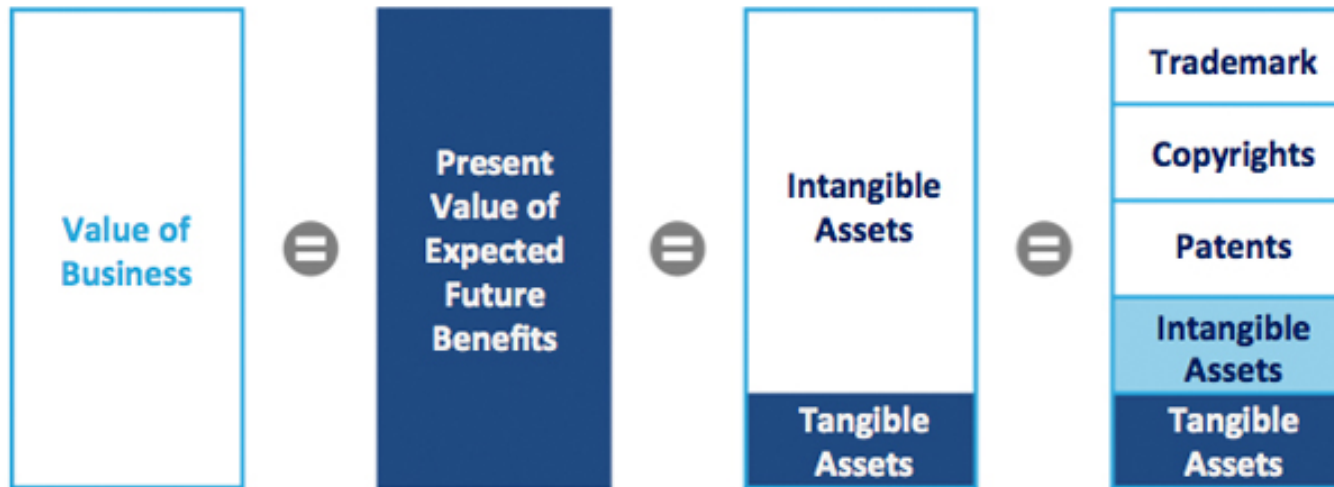 Value of
Business
Present
Value of
Expected
Future
Benefits
Intangible
Assets
Tangible
Assets
Trademark
Copyrights
Patents
Intangible
Assets
Tangible
Assets